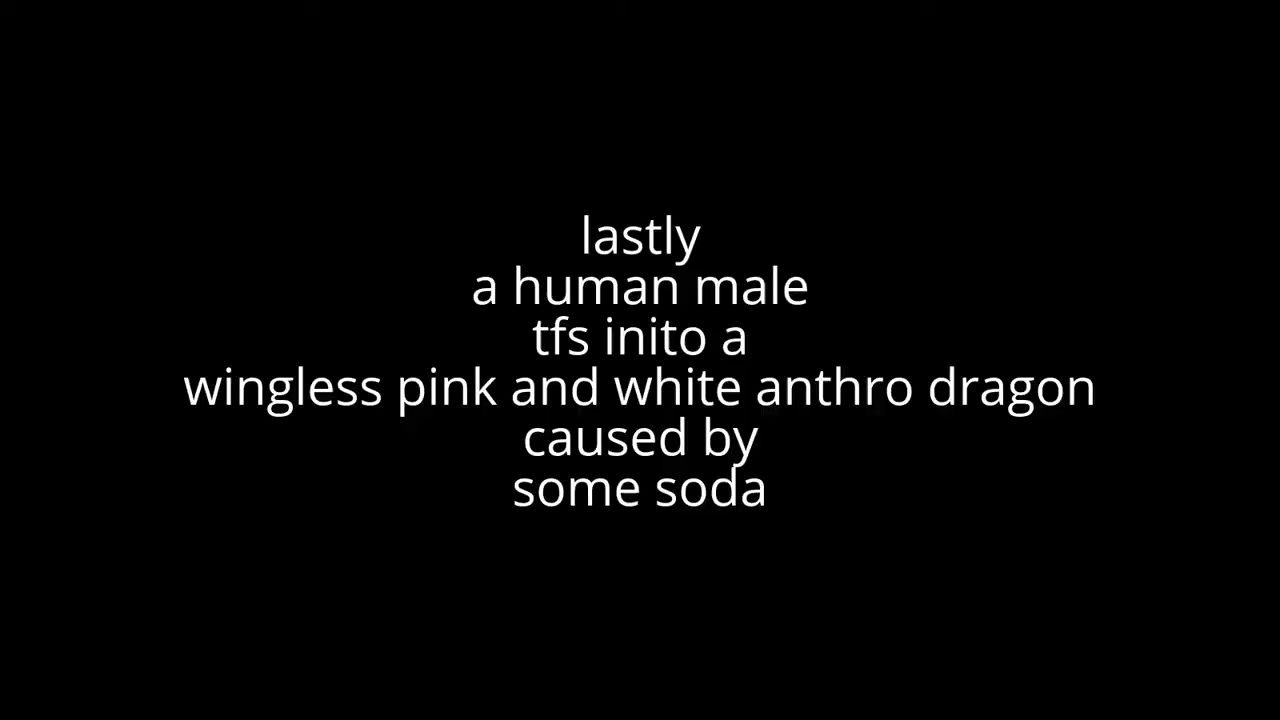 lastly
a human male
tfs inito a
wingless pink and white anthro dragon
caused by
some soda